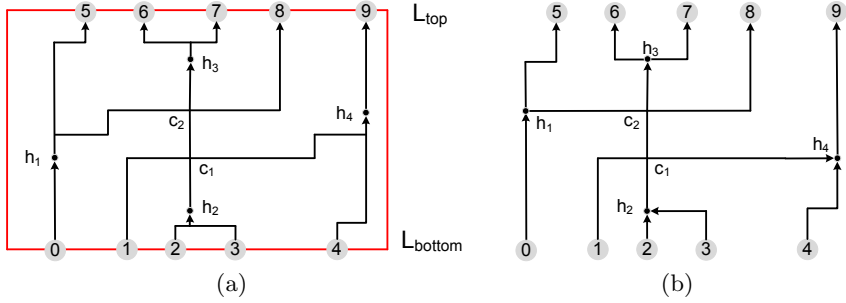 5 6 7 8 9 L_top 5 6 7 8 9
h_3 h_3
c_2 h_4 h_1 c_2
h_1 c_1 c_1 h_4
h_2 h_2
L_bottom
0 1 2 3 4 0 1 2 3 4
(a) (b)